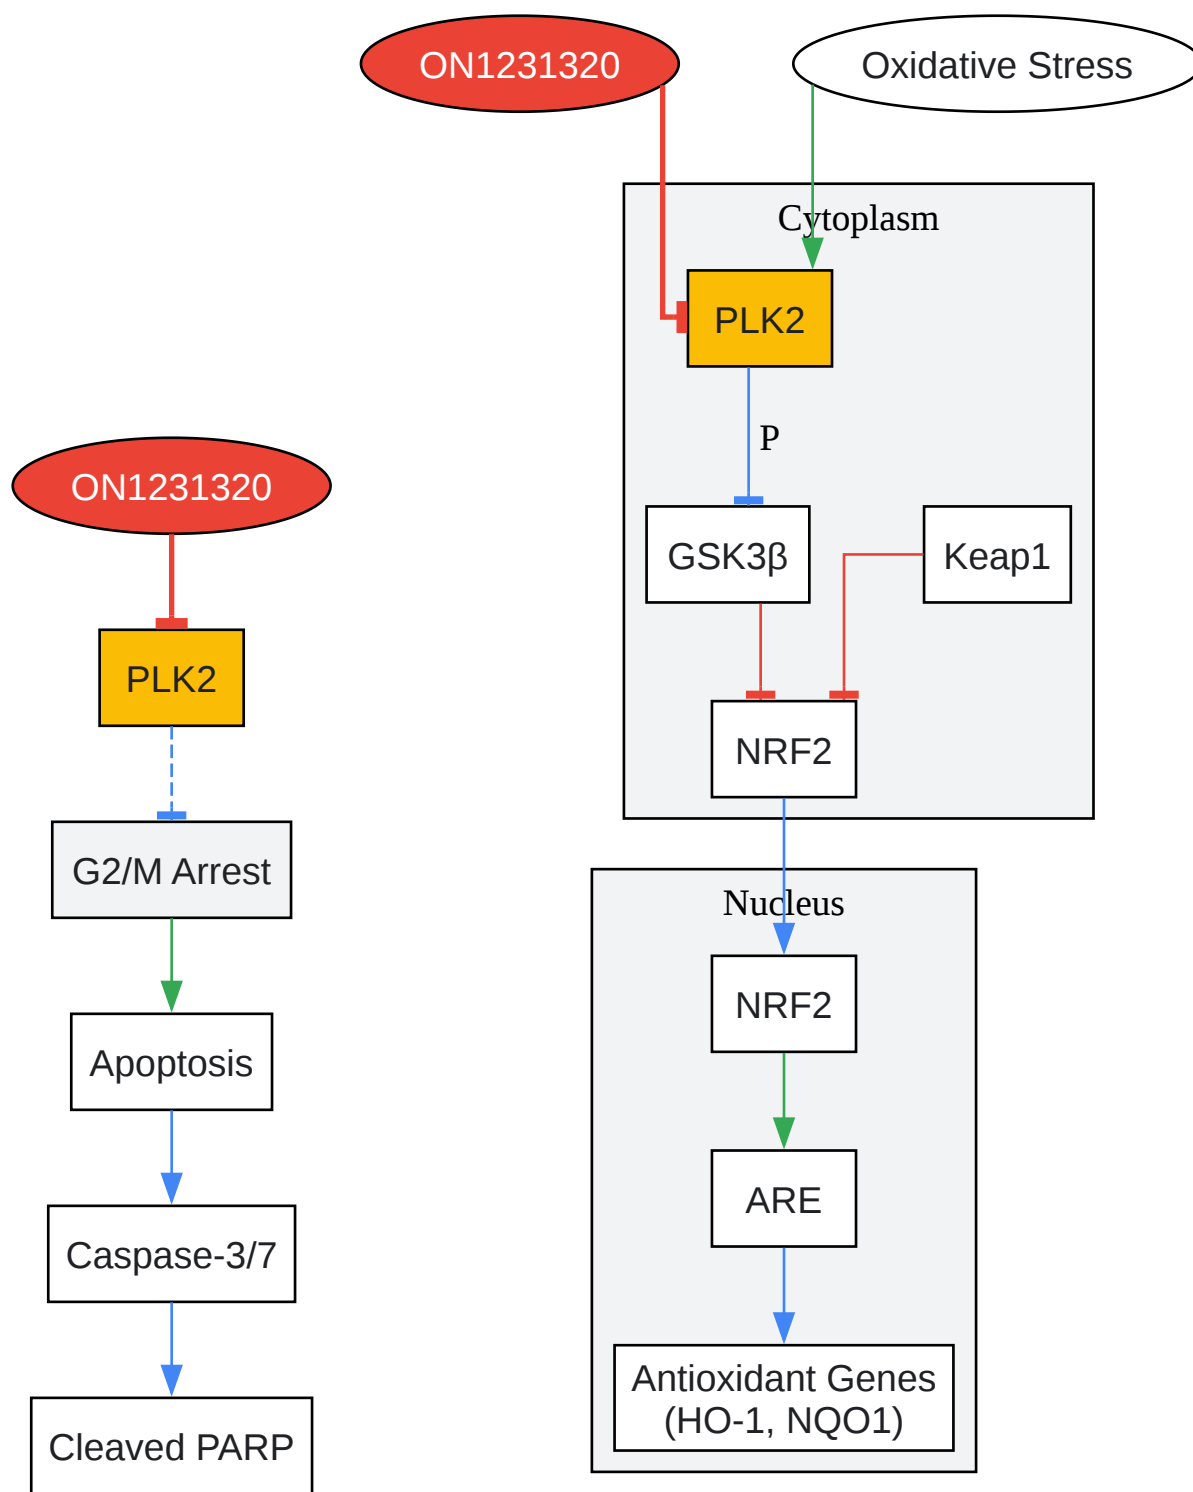 ON1231320
Oxidative Stress
Cytoplasm
PLK2
P
GSK3β
Keap1
NRF2
Nucleus
NRF2
ARE
Antioxidant Genes
(HO-1, NQO1)
ON1231320
PLK2
G2/M Arrest
Apoptosis
Caspase-3/7
Cleaved PARP